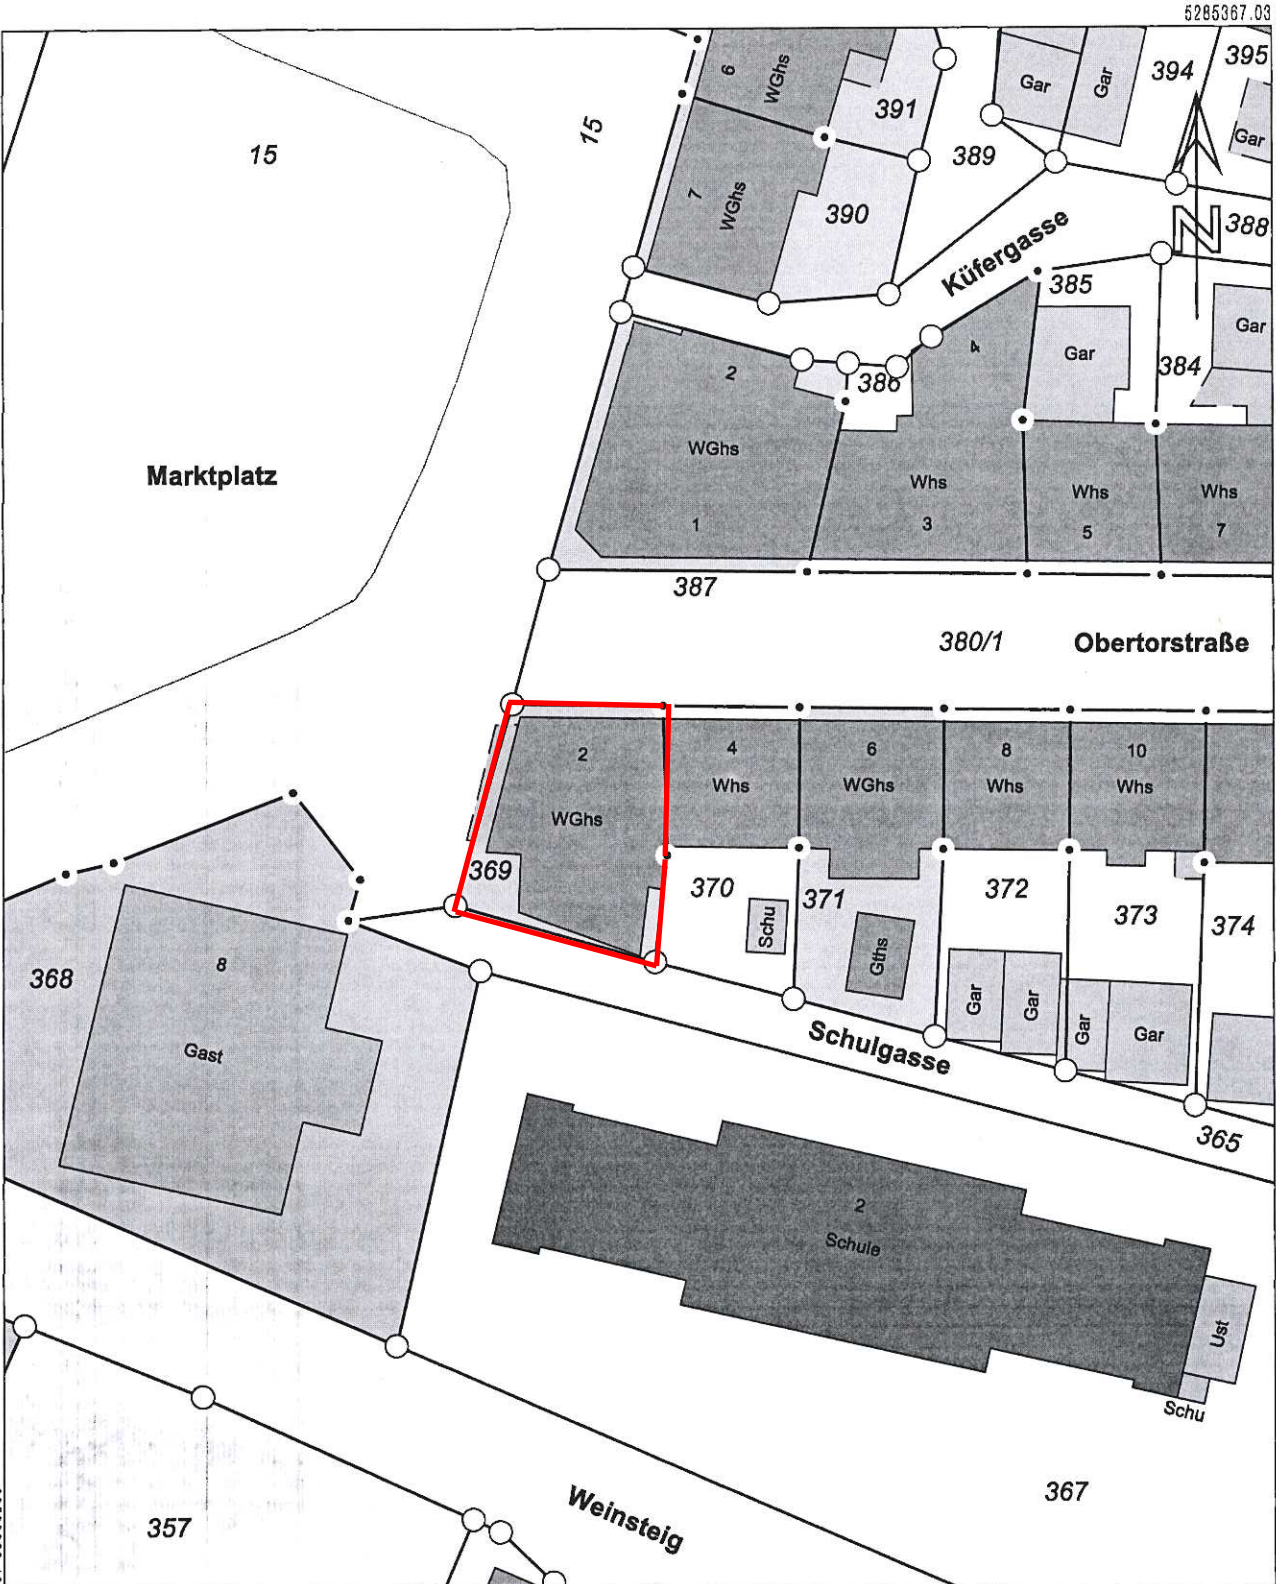 5285367.03
15
15
6
WGhs
391
Gar
Gar
394
395
Gar
389
7
WGhs
390
Küfergasse
388
N
385
Gar
Gar
384
2
386
4
WGhs
Marktplatz
1
Whs
3
Whs
5
Whs
7
387
380/1
Obertorstraße
2
WGhs
4
Whs
6
WGhs
8
Whs
10
Whs
369
370
371
372
373
374
Schu
Gths
Gar
Gar
Gar
Gar
368
8
Gast
Schulgasse
365
2
Schule
Ust
Schu
367
357
Weinsteig